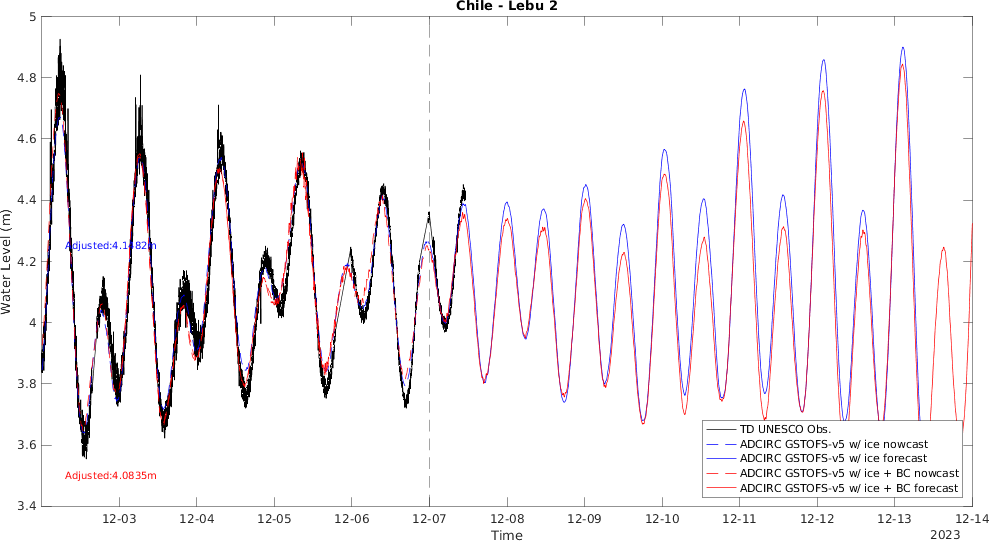 Chile - Lebu 2
Water Level (m)
5
4.8
4.6
4.4
4.2
4
3.8
3.6
3.4
Adjusted:4.1482m
Adjusted:4.0835m
TD UNESCO Obs.
ADCIRC GSTOFS-v5 w/ ice nowcast
ADCIRC GSTOFS-v5 w/ ice forecast
ADCIRC GSTOFS-v5 w/ ice + BC nowcast
ADCIRC GSTOFS-v5 w/ ice + BC forecast
12-03 12-04 12-05 12-06 12-07 12-08 12-09 12-10 12-11 12-12 12-13 12-14
Time
2023